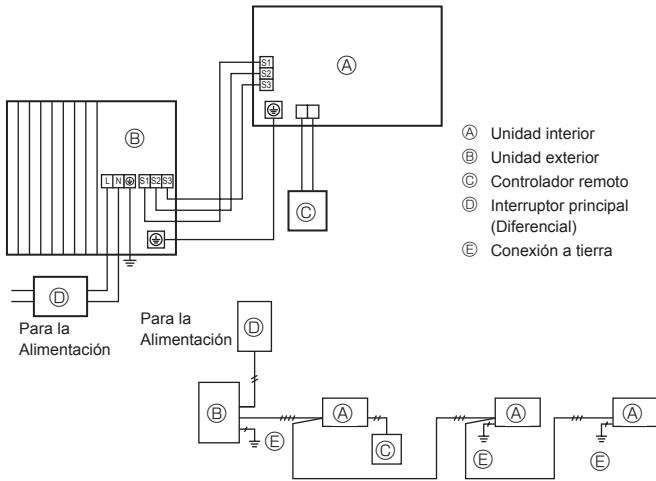 S1
S2
S3
Ⓐ
Ⓑ
L N S1 S2 S3
Ⓒ
Ⓓ
Para la
Alimentación
Ⓐ Unidad interior
Ⓑ Unidad exterior
Ⓒ Controlador remoto
Ⓓ Interruptor principal
(Diferencial)
Ⓔ Conexión a tierra
Para la
Alimentación
Ⓓ
Ⓑ
Ⓔ
Ⓐ
Ⓒ
Ⓐ
Ⓔ
Ⓐ
Ⓔ